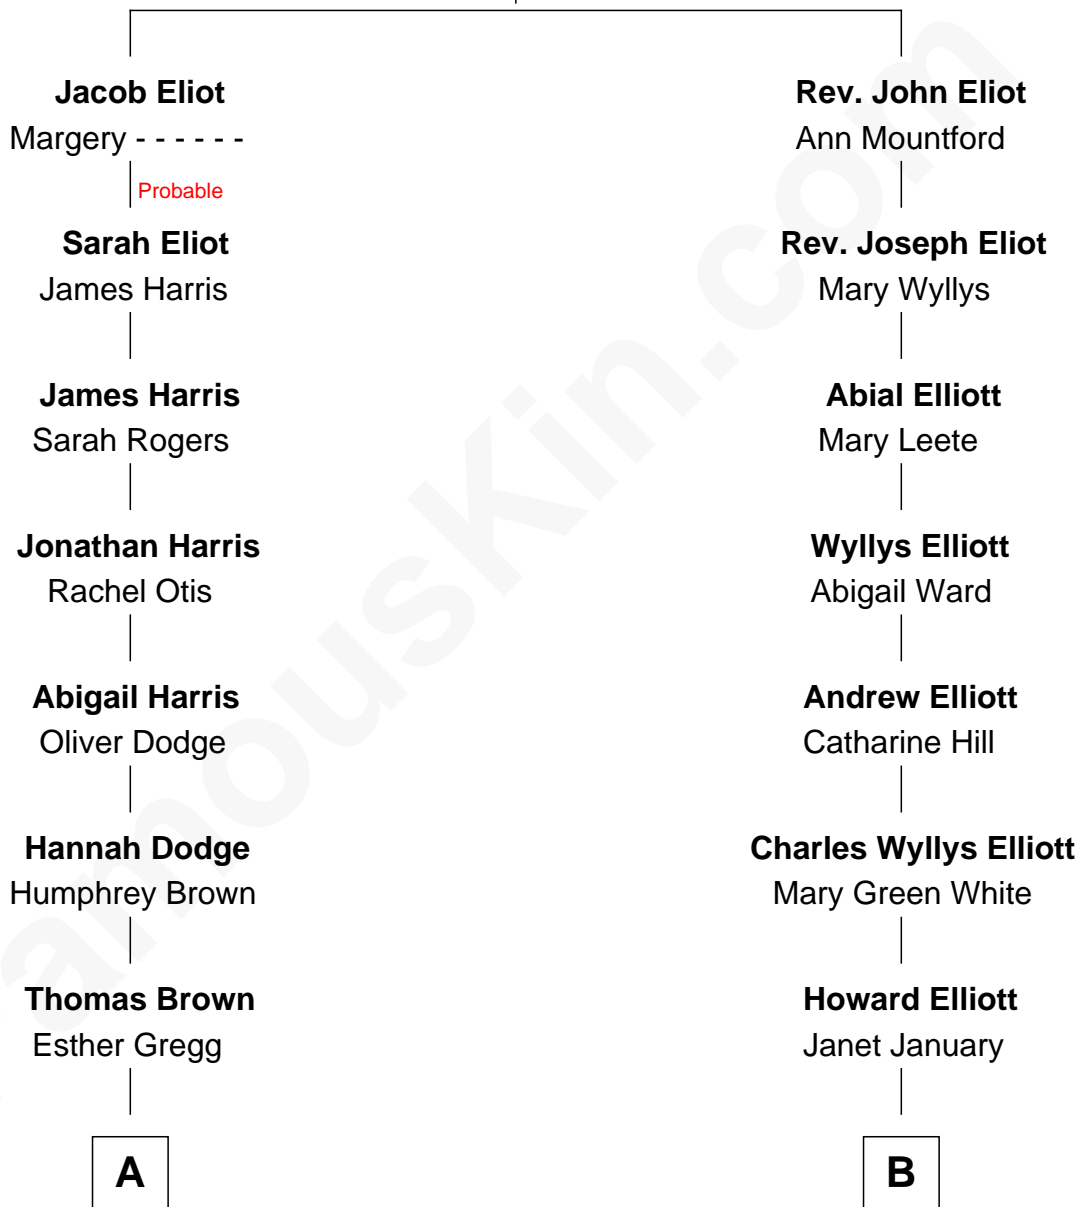 Jacob Eliot
Margery - - - - - -
Probable
Sarah Eliot
James Harris
James Harris
Sarah Rogers
Jonathan Harris
Rachel Otis
Abigail Harris
Oliver Dodge
Hannah Dodge
Humphrey Brown
Thomas Brown
Esther Gregg
A
Rev. John Eliot
Ann Mountford
Rev. Joseph Eliot
Mary Wyllys
Abial Elliott
Mary Leete
Wyllys Elliott
Abigail Ward
Andrew Elliott
Catharine Hill
Charles Wyllys Elliott
Mary Green White
Howard Elliott
Janet January
B
amousKin.com